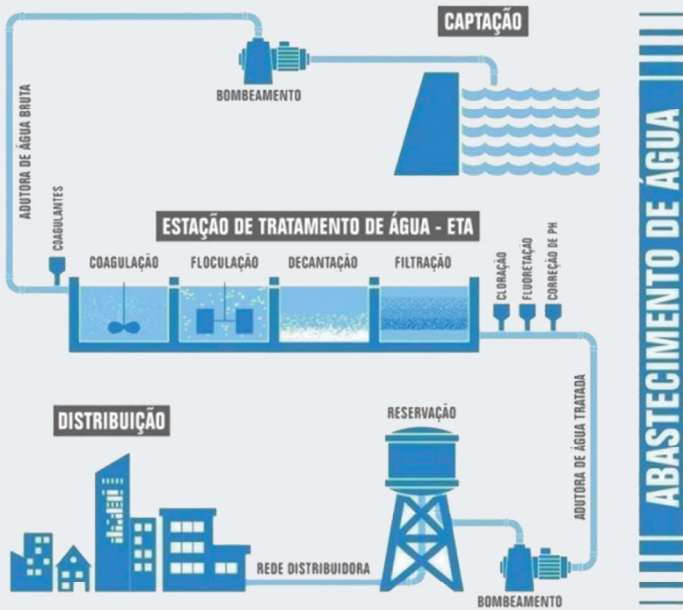 CAPTAÇÃO
BOMBEAMENTO
ADUTORA DE ÁGUA BRUTA
COAGULANTES
ESTAÇÃO DE TRATAMENTO DE ÁGUA - ETA
COAGULAÇÃO
FLOCULAÇÃO
DECANTAÇÃO
FILTRAÇÃO
CLORAÇÃO
FLUORETAÇÃO
CORREÇÃO DE PH
ADUTORA DE ÁGUA TRATADA
BOMBEAMENTO
RESERVAÇÃO
REDE DISTRIBUIDORA
DISTRIBUIÇÃO
ABASTECIMENTO DE ÁGUA